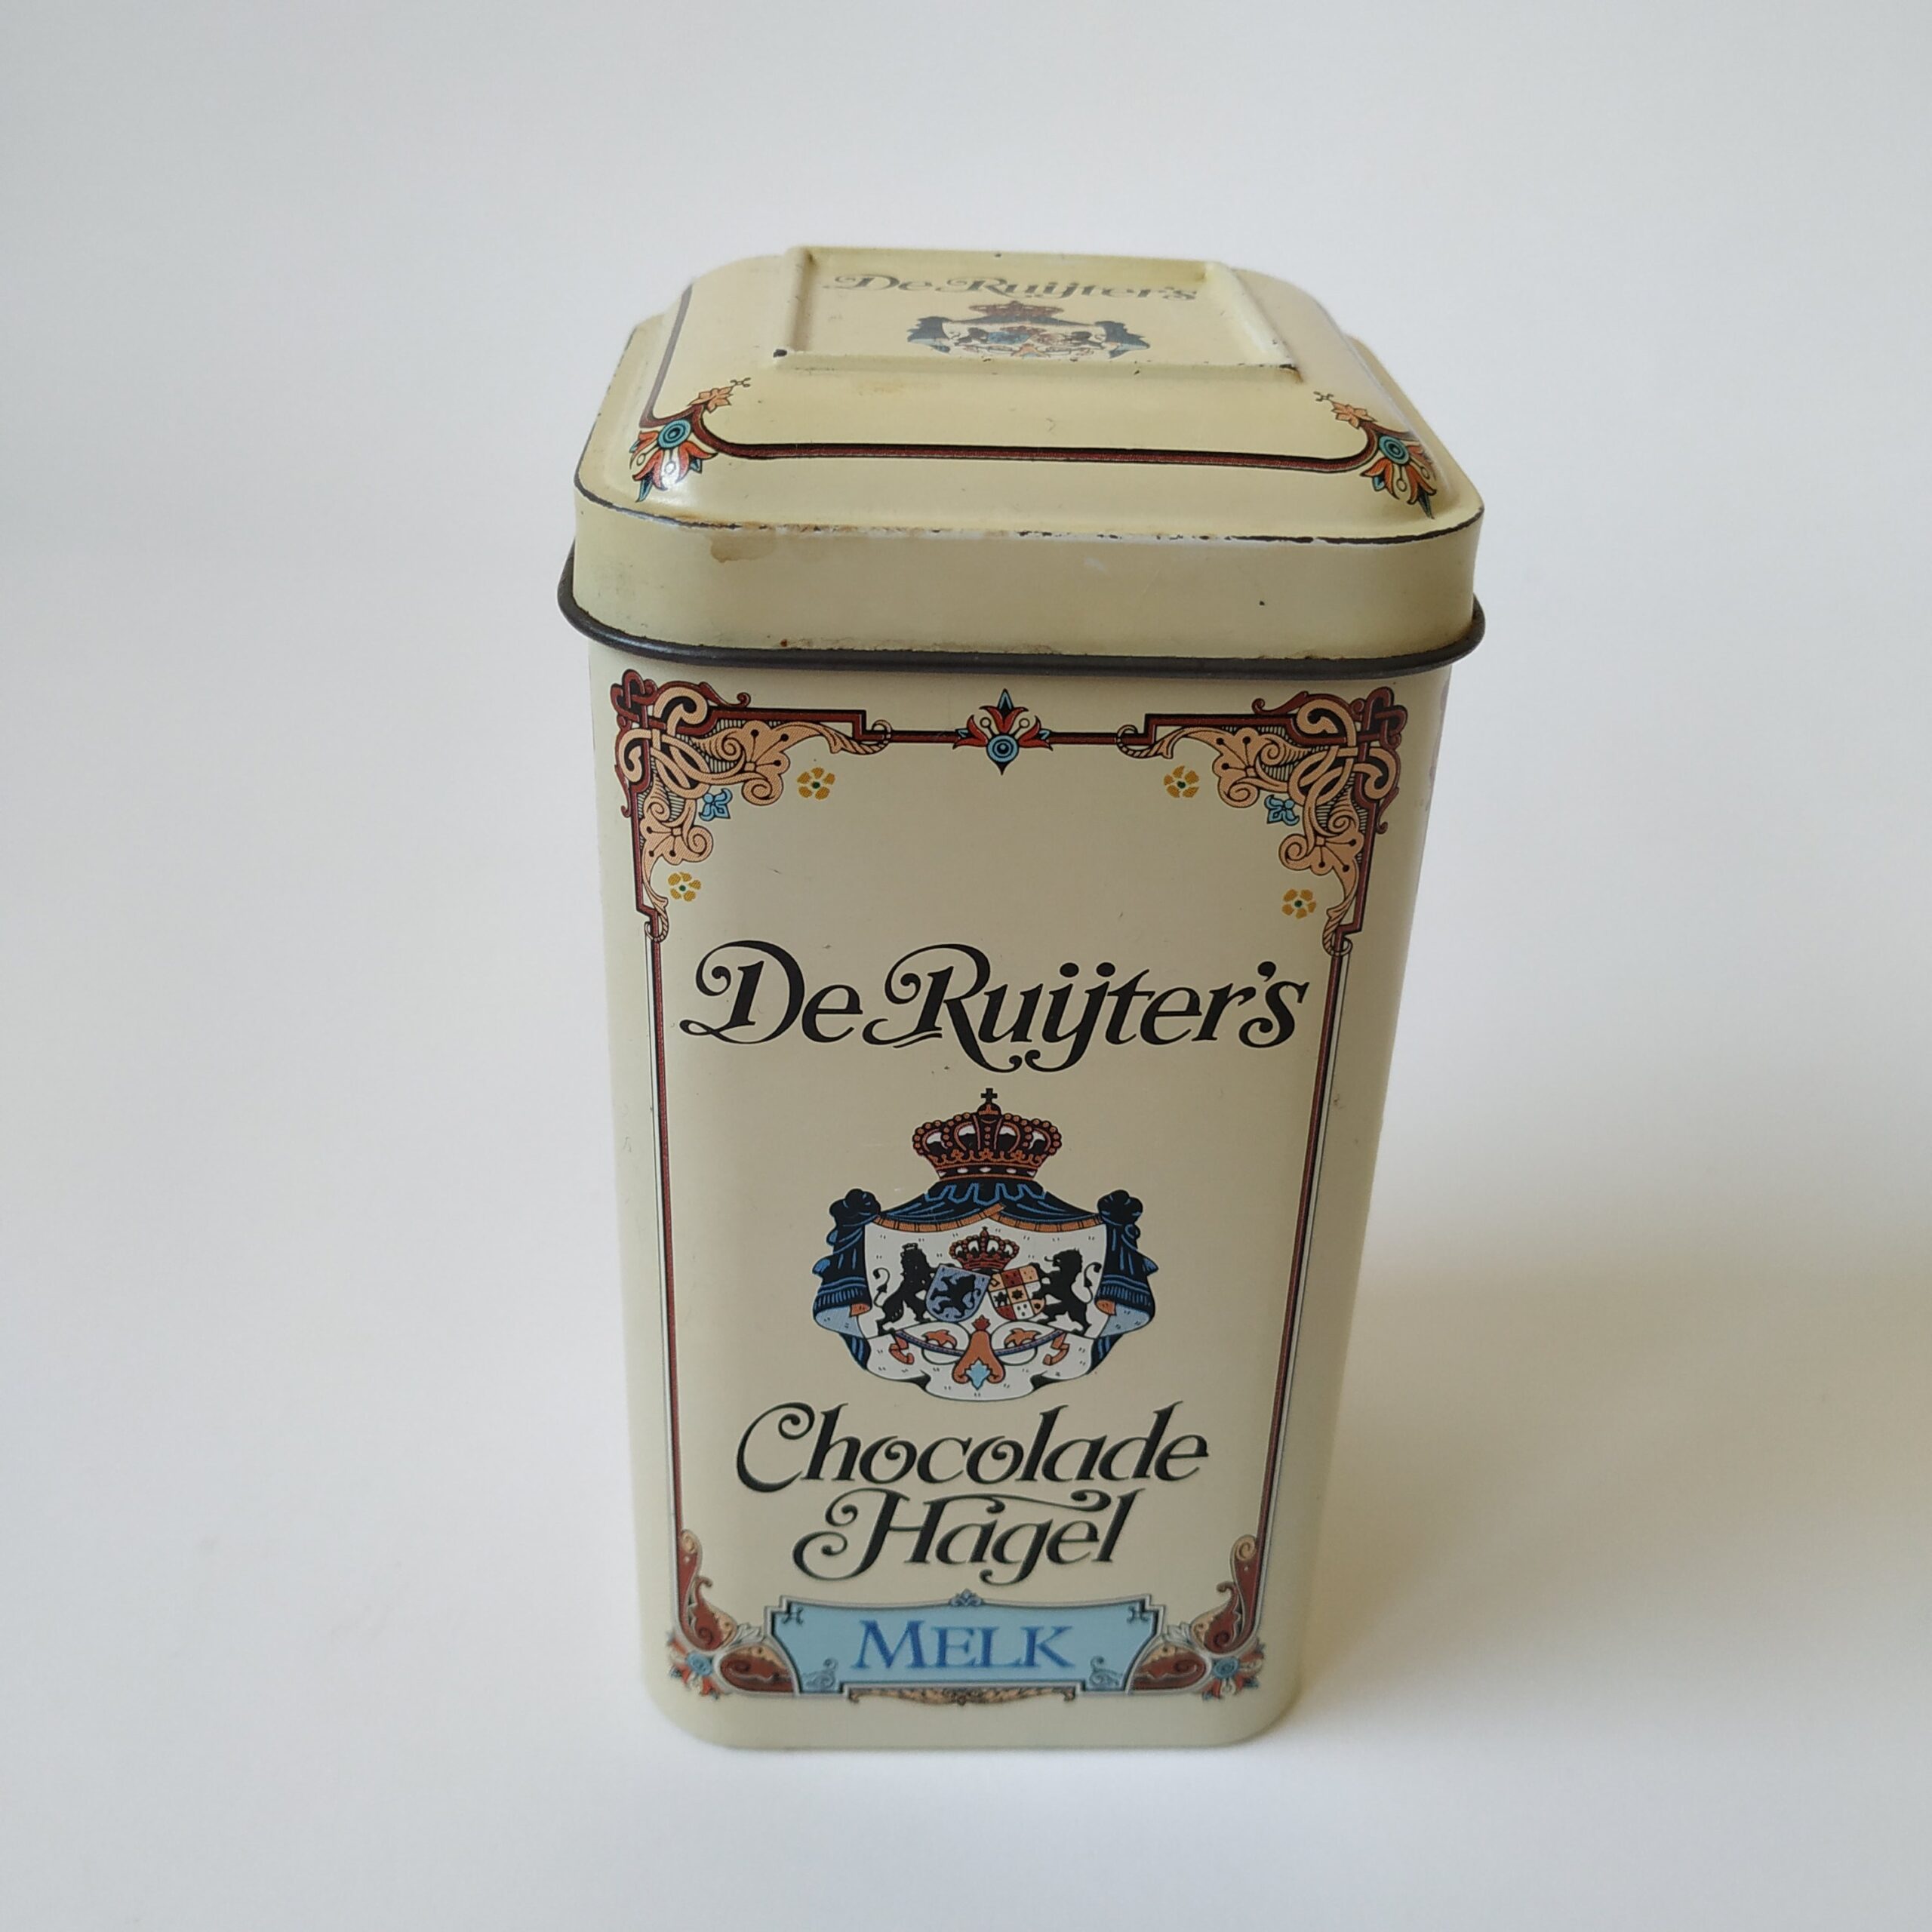 De Ruijter's
De Ruijter's
Chocolade
Hagel
MELK